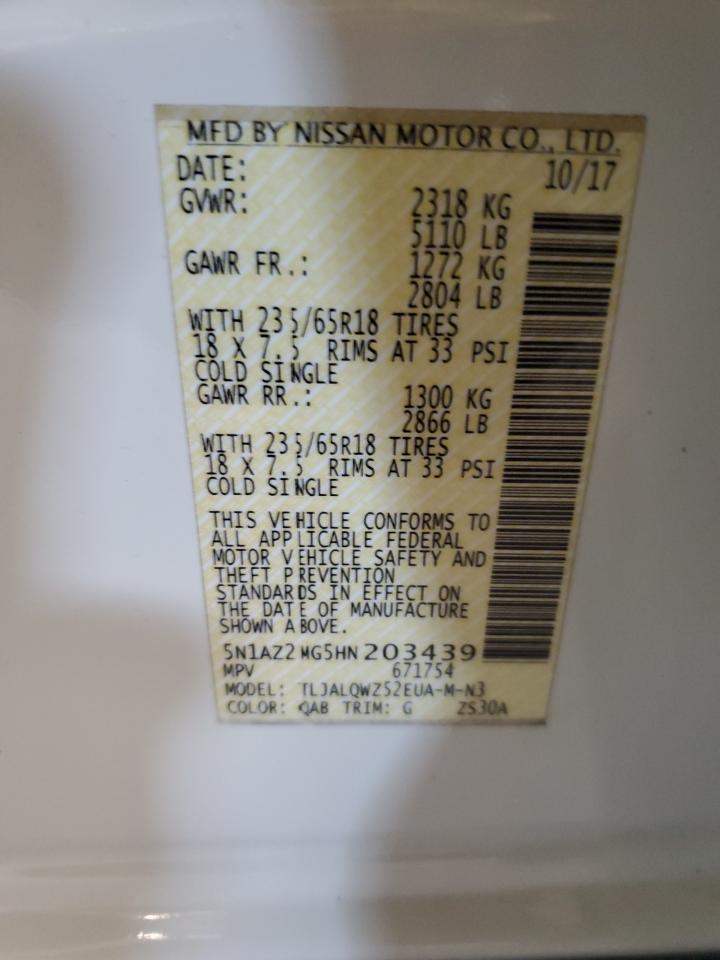 MFD BY NISSAN MOTOR CO., LTD.
DATE: 10/17
GVWR: 2318 KG
5110 LB
GAWR FR.: 1272 KG
2804 LB
WITH 235/65R18 TIRES
18 X 7.5 RIMS AT 33 PSI
COLD SINGLE
GAWR RR.: 1300 KG
2866 LB
WITH 235/65R18 TIRES
18 X 7.5 RIMS AT 33 PSI
COLD SINGLE
THIS VEHICLE CONFORMS TO
ALL APPLICABLE FEDERAL
MOTOR VEHICLE SAFETY AND
THEFT PREVENTION
STANDARDS IN EFFECT ON
THE DATE OF MANUFACTURE
SHOWN ABOVE.
5N1AZ2MG5HN203439
MPV 671754
MODEL: TLJALQWZ52EUA-M-N3
COLOR: QAB TRIM: G ZS30A